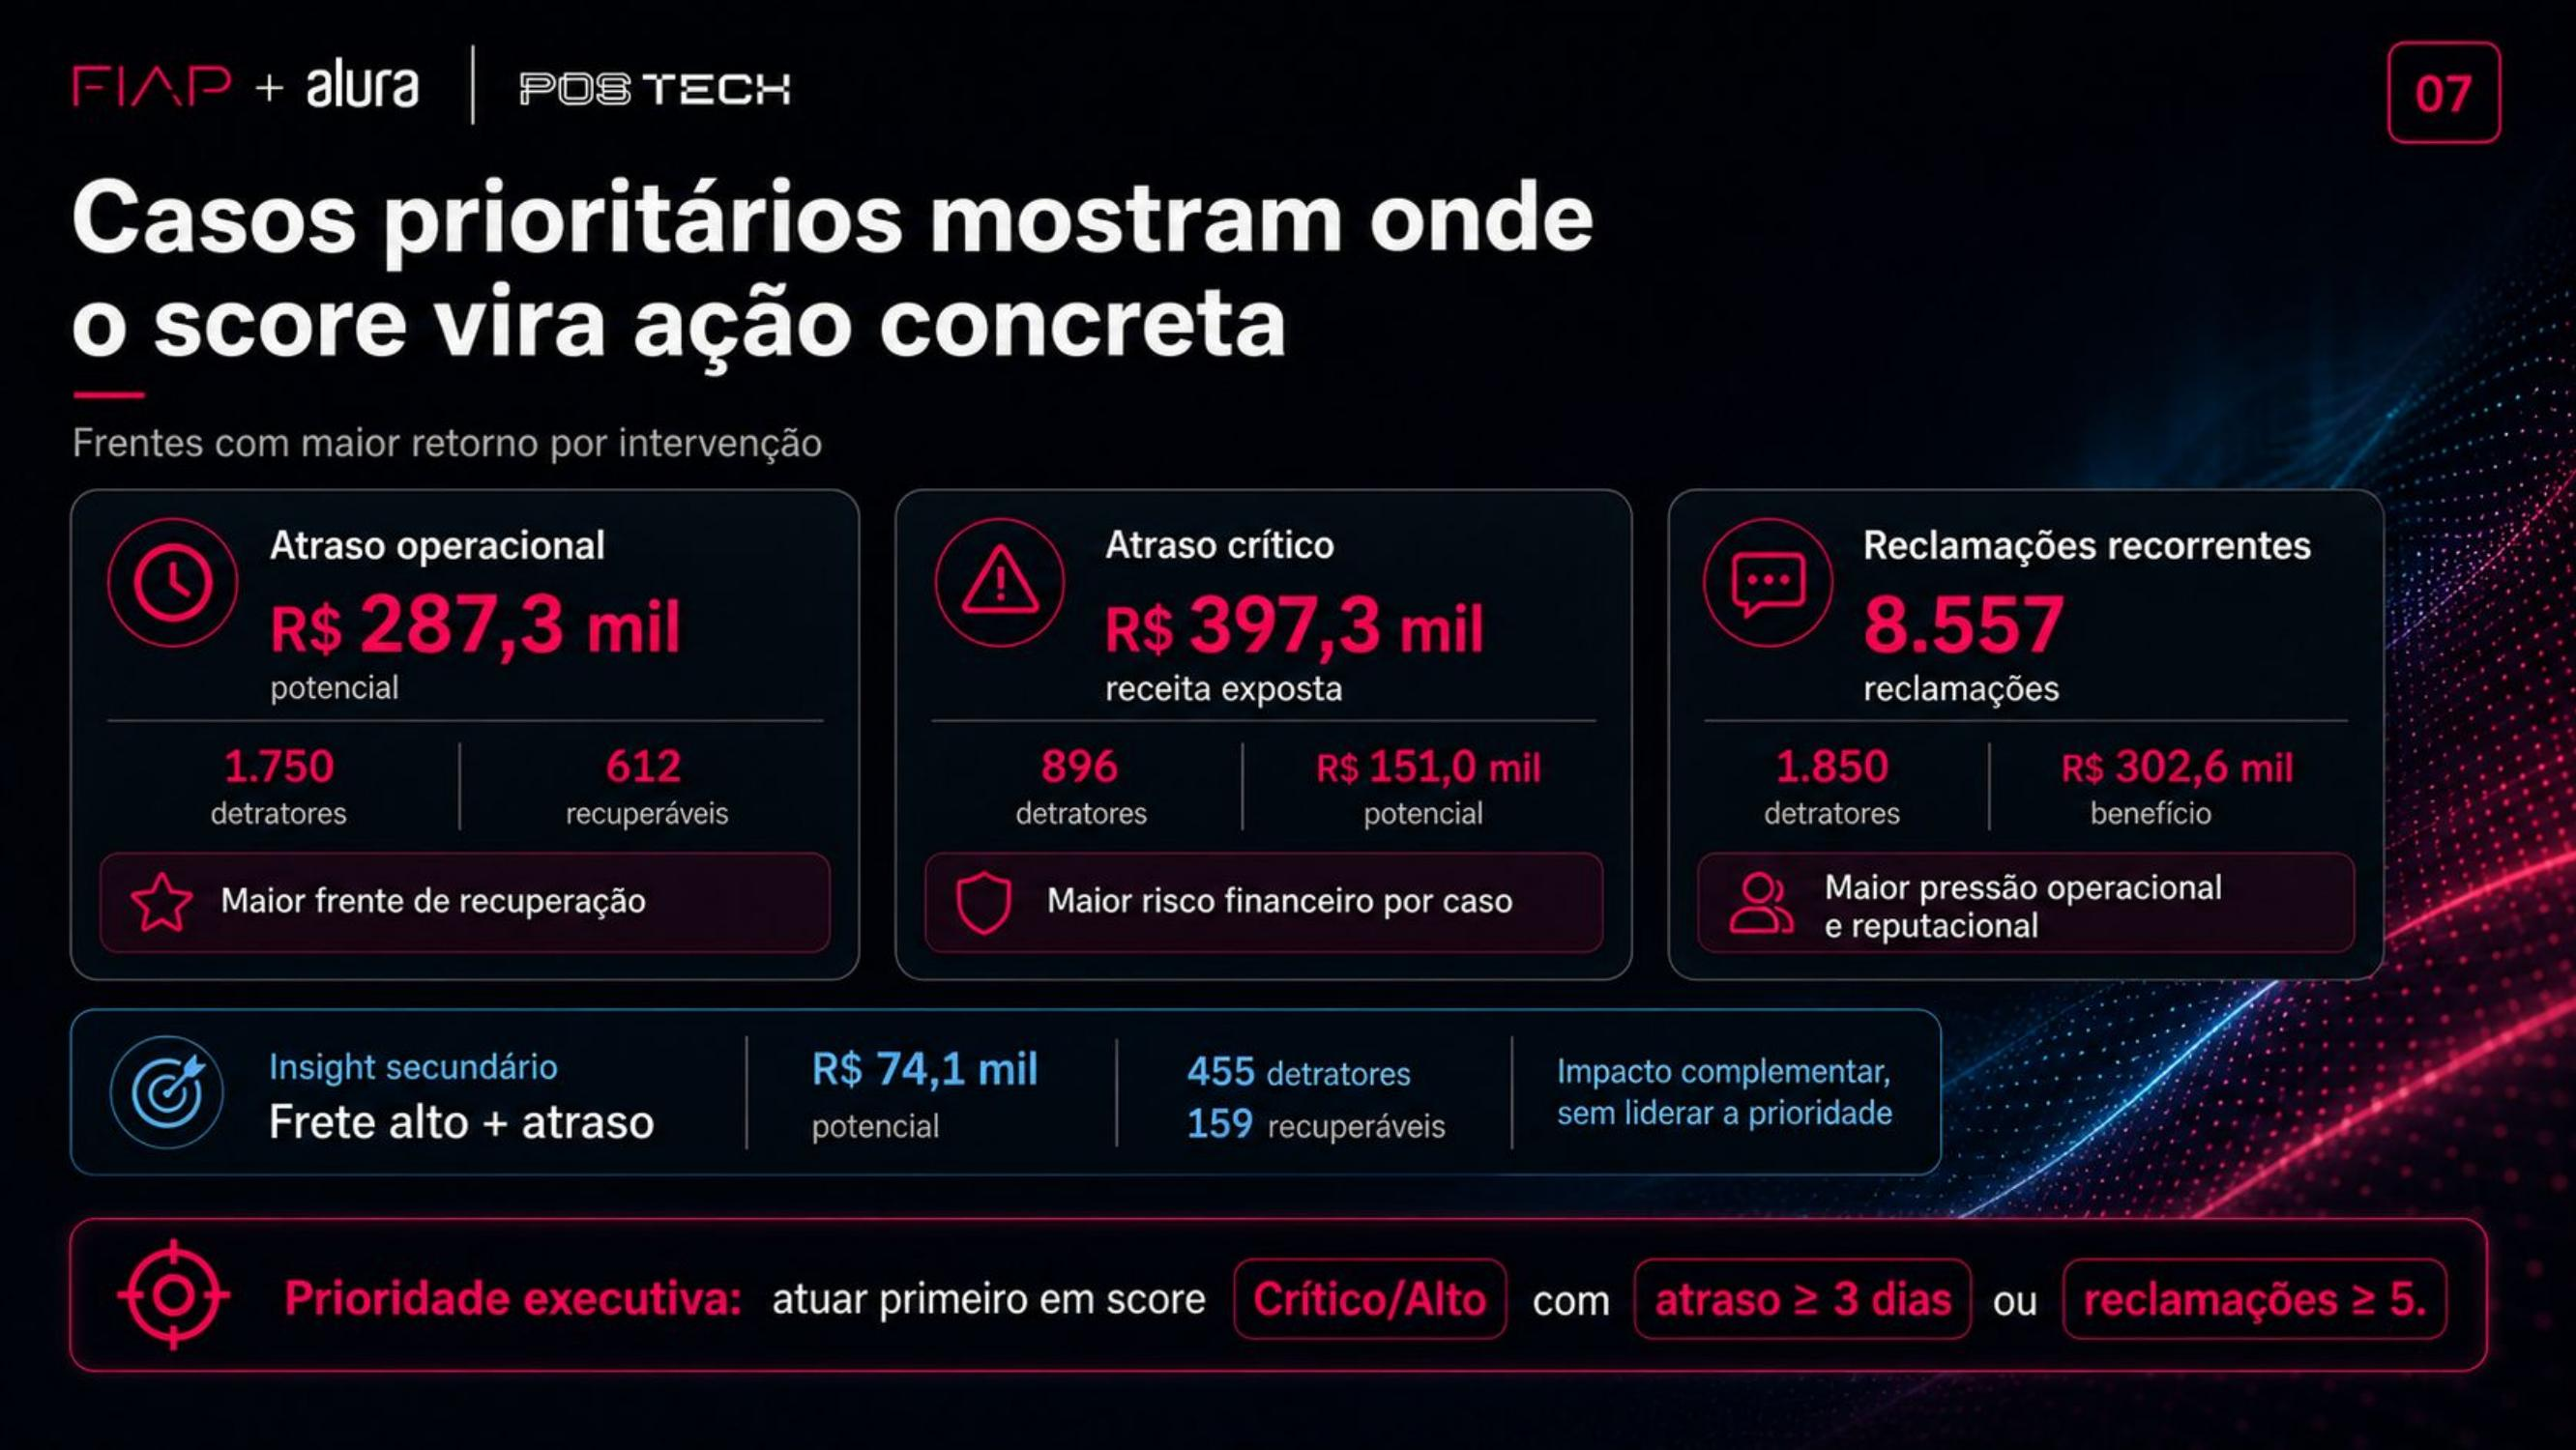 FIAP + alura | POS TECH
07
Casos prioritários mostram onde
o score vira ação concreta
Frentes com maior retorno por intervenção
Atraso operacional
R$ 287,3 mil
potencial
1.750
detratores
612
recuperáveis
Maior frente de recuperação
Atraso crítico
R$ 397,3 mil
receita exposta
896
detratores
R$ 151,0 mil
potencial
Maior risco financeiro por caso
Reclamações recorrentes
8.557
reclamações
1.850
detratores
R$ 302,6 mil
benefício
Maior pressão operacional
e reputacional
Insight secundário
Frete alto + atraso
R$ 74,1 mil
potencial
455 detratores
159 recuperáveis
Impacto complementar,
sem liderar a prioridade
Prioridade executiva: atuar primeiro em score Crítico/Alto com atraso ≥ 3 dias ou reclamações ≥ 5.